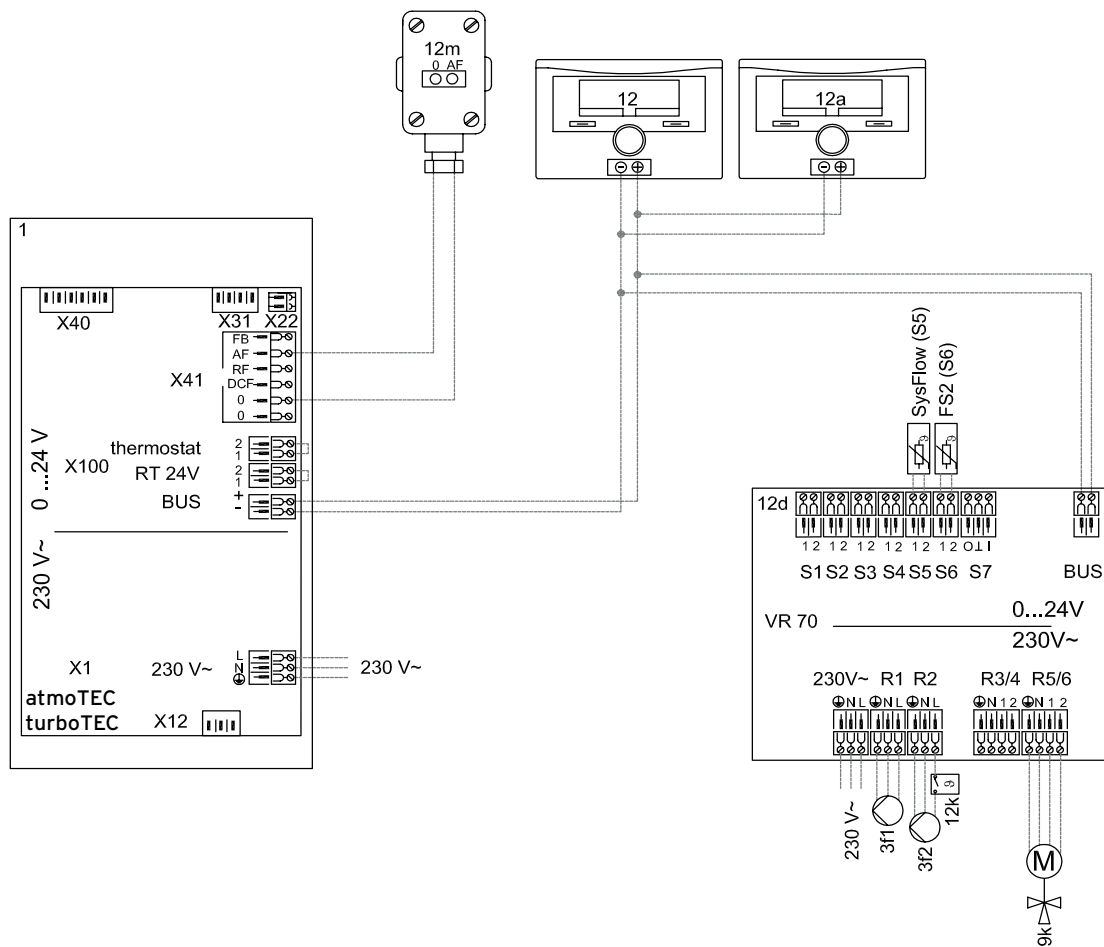 12m
0 AF
12
12a
1
X40
X31
X22
FB
AF
RF
DCF
0
0
X41
0 ...24 V
X100
thermostat
2
1
RT 24V
2
1
BUS
+
-
230 V~
X1
230 V~
L
N
230 V~
atmoTEC
turboTEC
X12
SysFlow (S5)
FS2 (S6)
12d
1 2
1 2
1 2
1 2
1 2
1 2
O T I
S1 S2 S3 S4 S5 S6 S7
BUS
VR 70
0...24V
230V~
230V~ R1 R2
R3/4 R5/6
N L
N L
N L
N 1 2
N 1 2
230 V~
3f1
3f2
ϑ
12k
M
9k